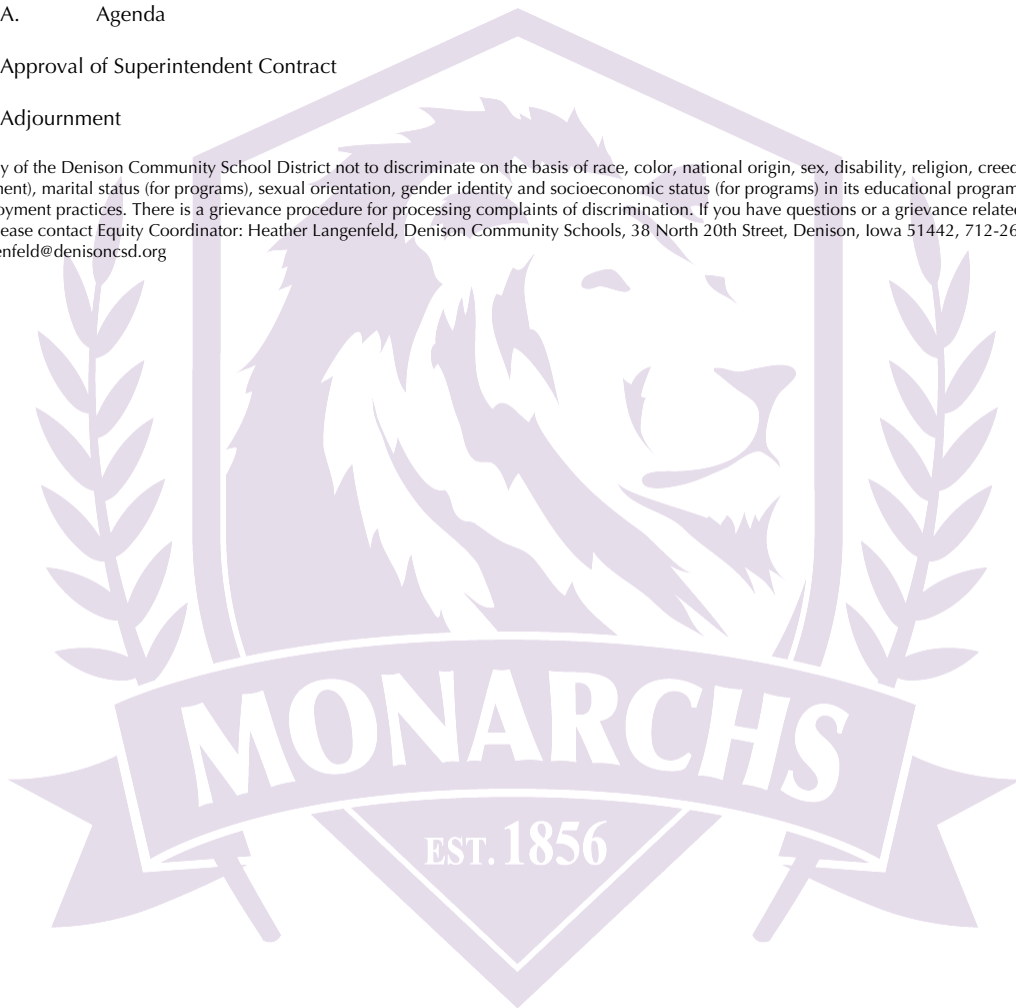 A. Agenda
Approval of Superintendent Contract
Adjournment
y of the Denison Community School District not to discriminate on the basis of race, color, national origin, sex, disability, religion, creed
ment), marital status (for programs), sexual orientation, gender identity and socioeconomic status (for programs) in its educational program
oyment practices. There is a grievance procedure for processing complaints of discrimination. If you have questions or a grievance related
ease contact Equity Coordinator: Heather Langenfeld, Denison Community Schools, 38 North 20th Street, Denison, Iowa 51442, 712-26
enfeld@denisoncsd.org
MONARCHS
EST. 1856